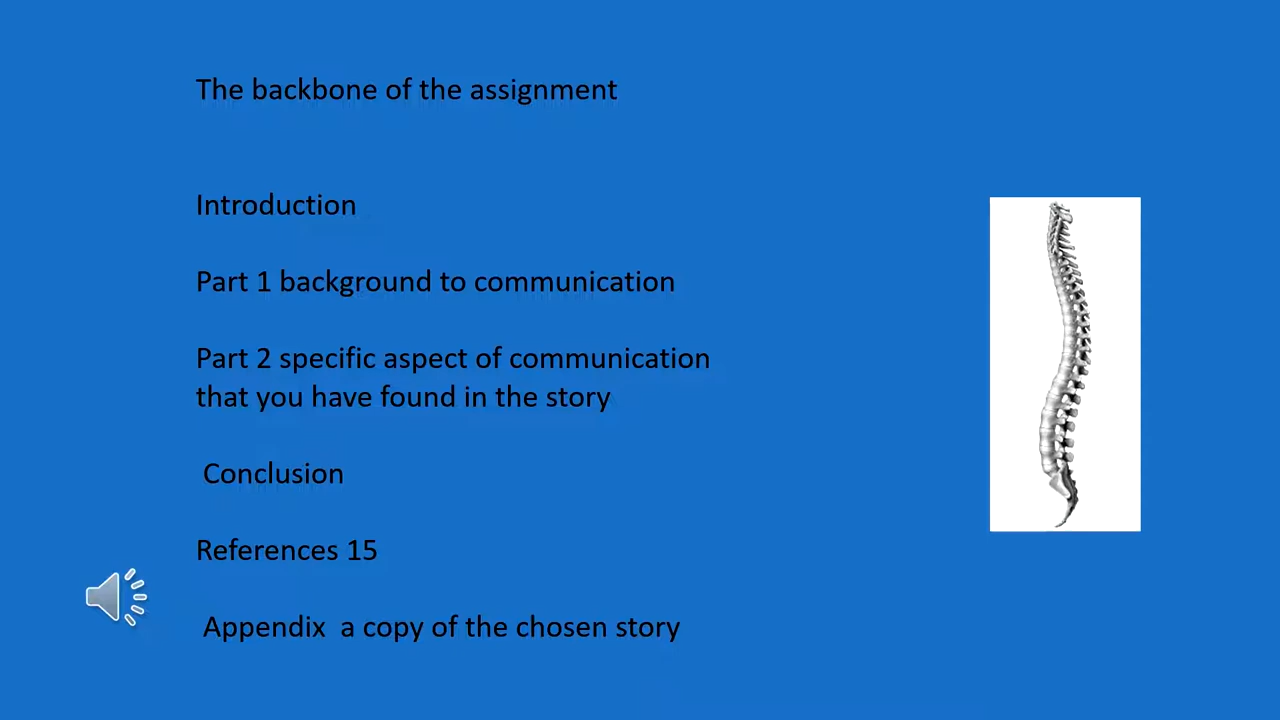 The backbone of the assignment
Introduction
Part 1 background to communication
Part 2 specific aspect of communication
that you have found in the story
Conclusion
References 15
Appendix  a copy of the chosen story